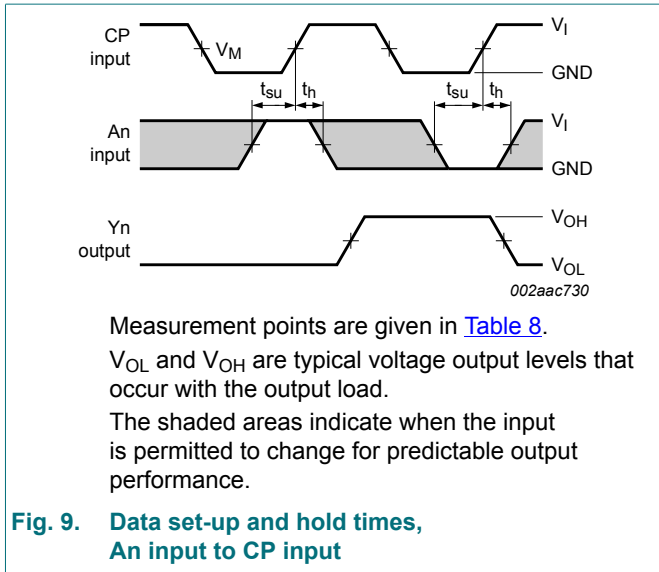 CP
input
V_M
V_I
GND
t_su
t_h
t_su
t_h
An
input
V_I
GND
Yn
output
V_OH
V_OL
002aac730
Measurement points are given in Table 8.
V_OL and V_OH are typical voltage output levels that
occur with the output load.
The shaded areas indicate when the input
is permitted to change for predictable output
performance.
Fig. 9. Data set-up and hold times,
An input to CP input